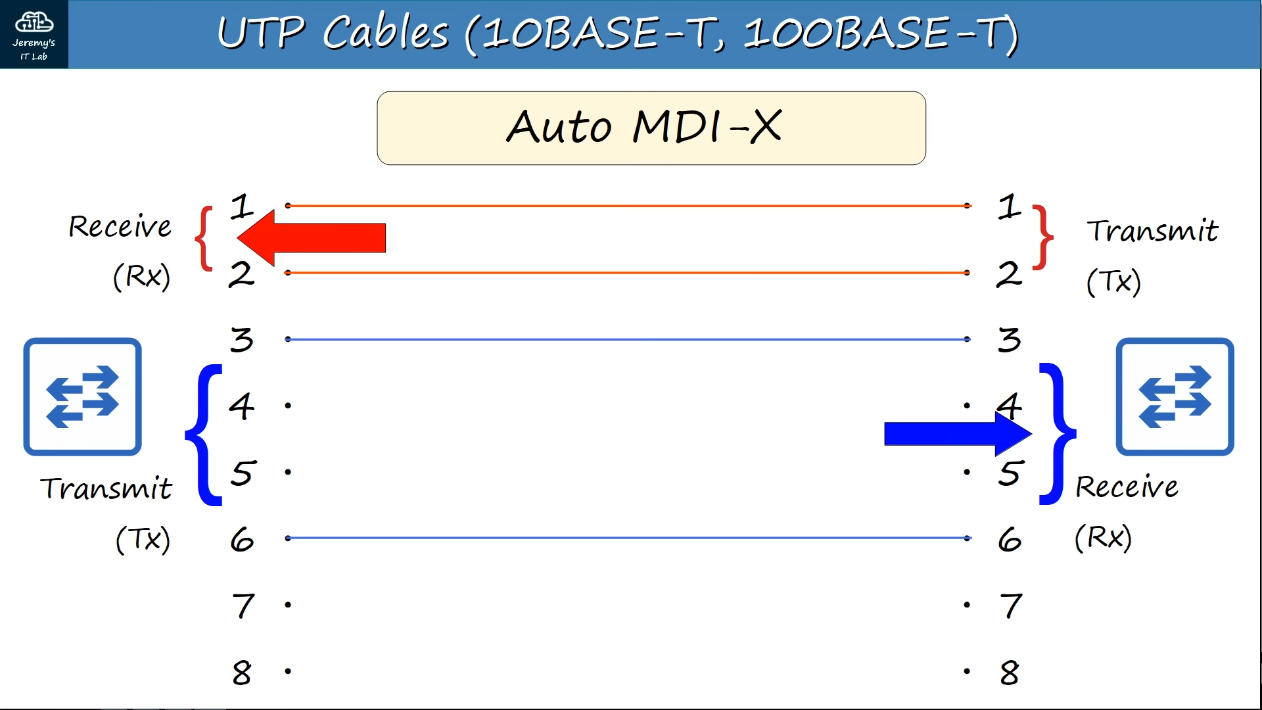 Jeremy's
IT Lab
UTP Cables (10BASE-T, 100BASE-T)
Auto MDI-X
Receive
(Rx)
1
1
Transmit
(Tx)
2
2
3
3
4
4
5
5
Transmit
(Tx)
Receive
(Rx)
6
6
7
7
8
8